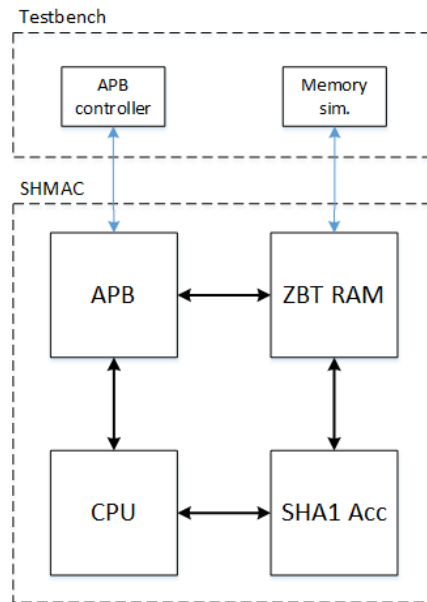 Testbench
APB
controller
Memory
sim.
SHMAC
APB
ZBT RAM
CPU
SHA1 Acc